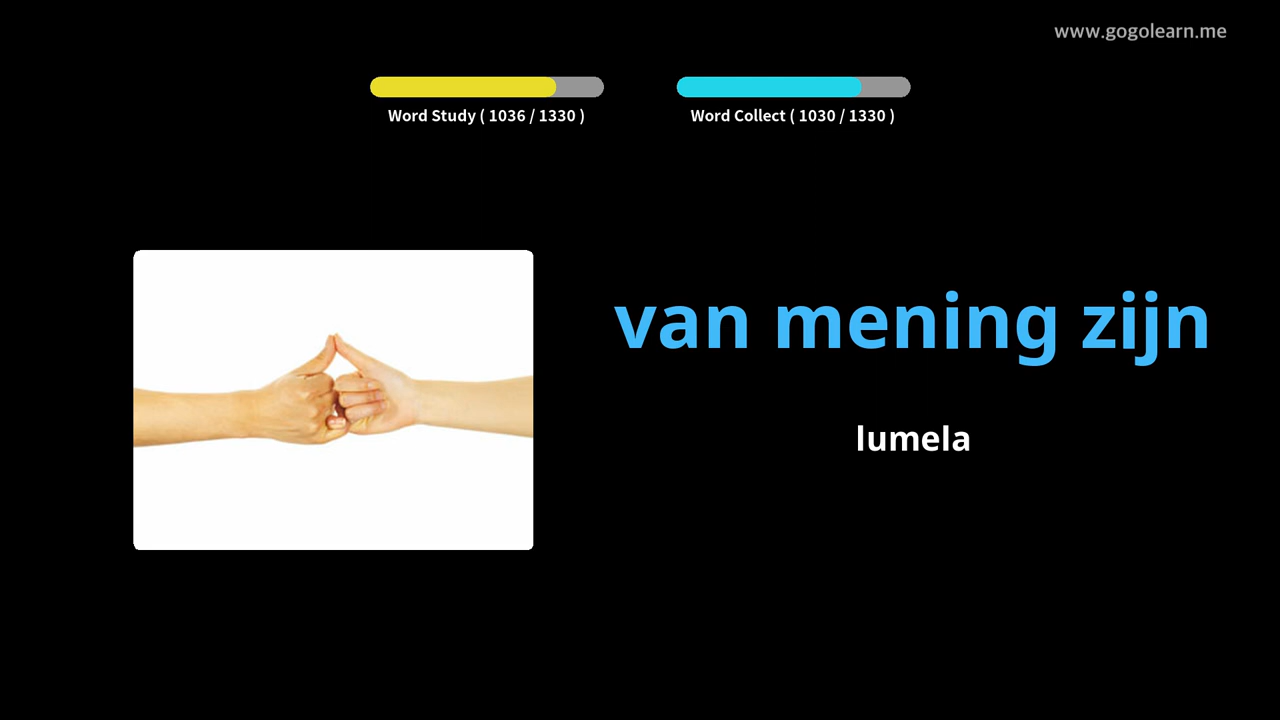 www.gogolearn.me
Word Study ( 1036 / 1330 )
Word Collect ( 1030 / 1330 )
van mening zijn
lumela